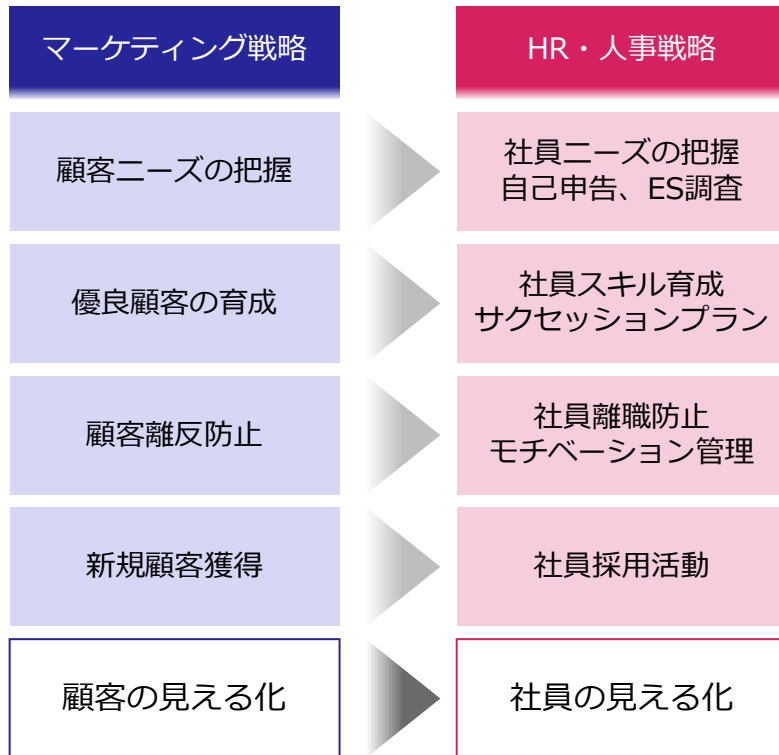 マーケティング戦略
HR・人事戦略
顧客ニーズの把握
社員ニーズの把握
自己申告、ES調査
優良顧客の育成
社員スキル育成
サクセッションプラン
顧客離反防止
社員離職防止
モチベーション管理
新規顧客獲得
社員採用活動
顧客の見える化
社員の見える化